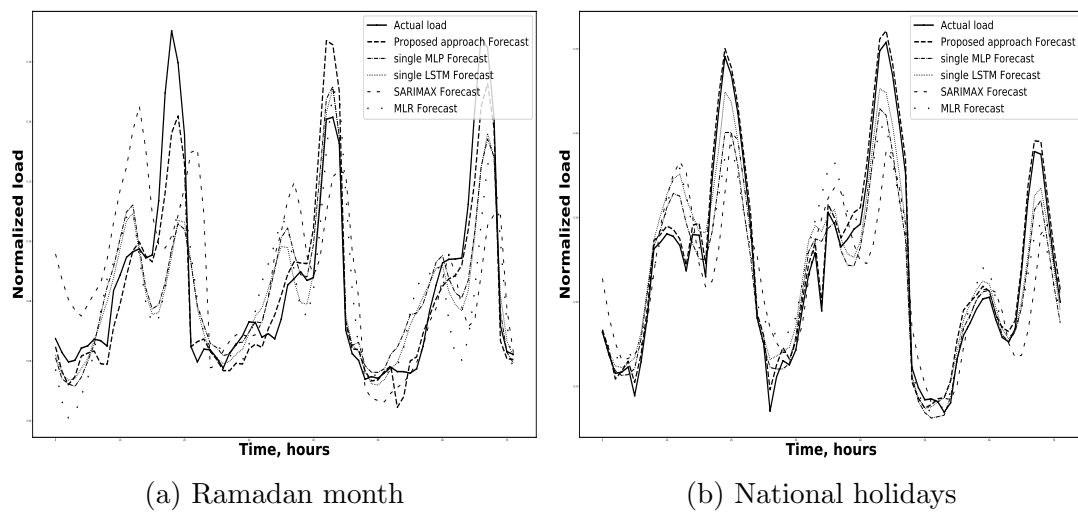 Actual load
Proposed approach Forecast
single MLP Forecast
single LSTM Forecast
SARIMAX Forecast
MLR Forecast
Normalized load
Time, hours
(a) Ramadan month
Actual load
Proposed approach Forecast
single MLP Forecast
single LSTM Forecast
SARIMAX Forecast
MLR Forecast
Normalized load
Time, hours
(b) National holidays